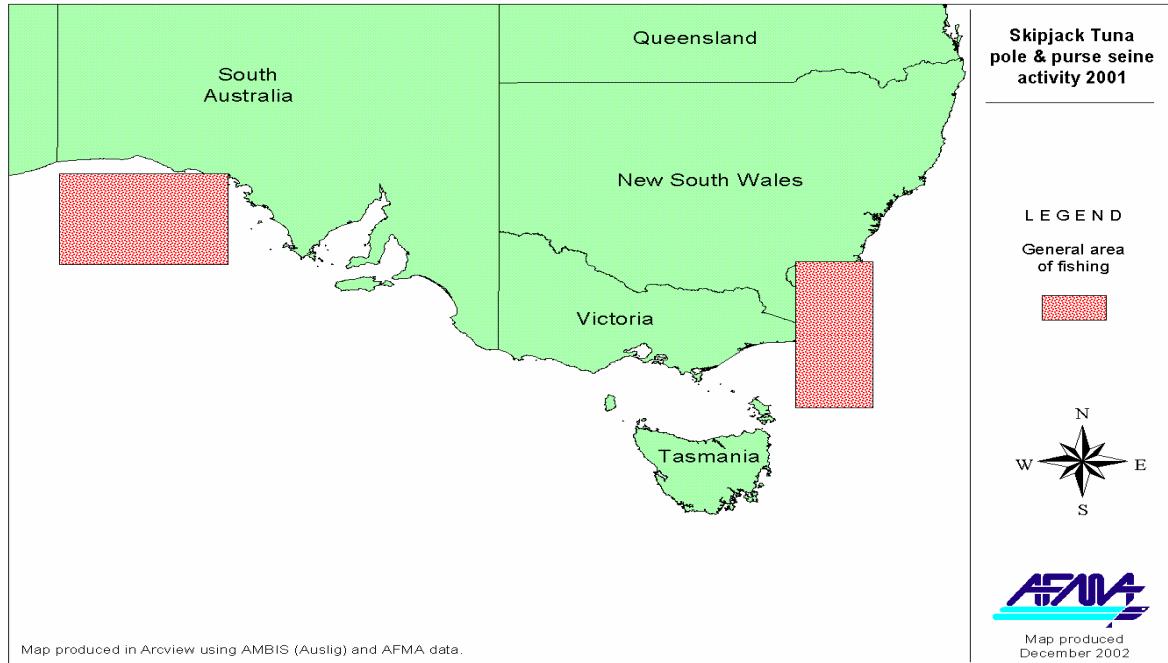 Skipjack Tuna
pole & purse seine
activity 2001
Queensland
South
Australia
New South Wales
Victoria
Tasmania
L E G E N D
General area
of fishing
N
W
E
S
AFMA
Map produced
December 2002
Map produced in Arcview using AMBIS (Auslig) and AFMA data.